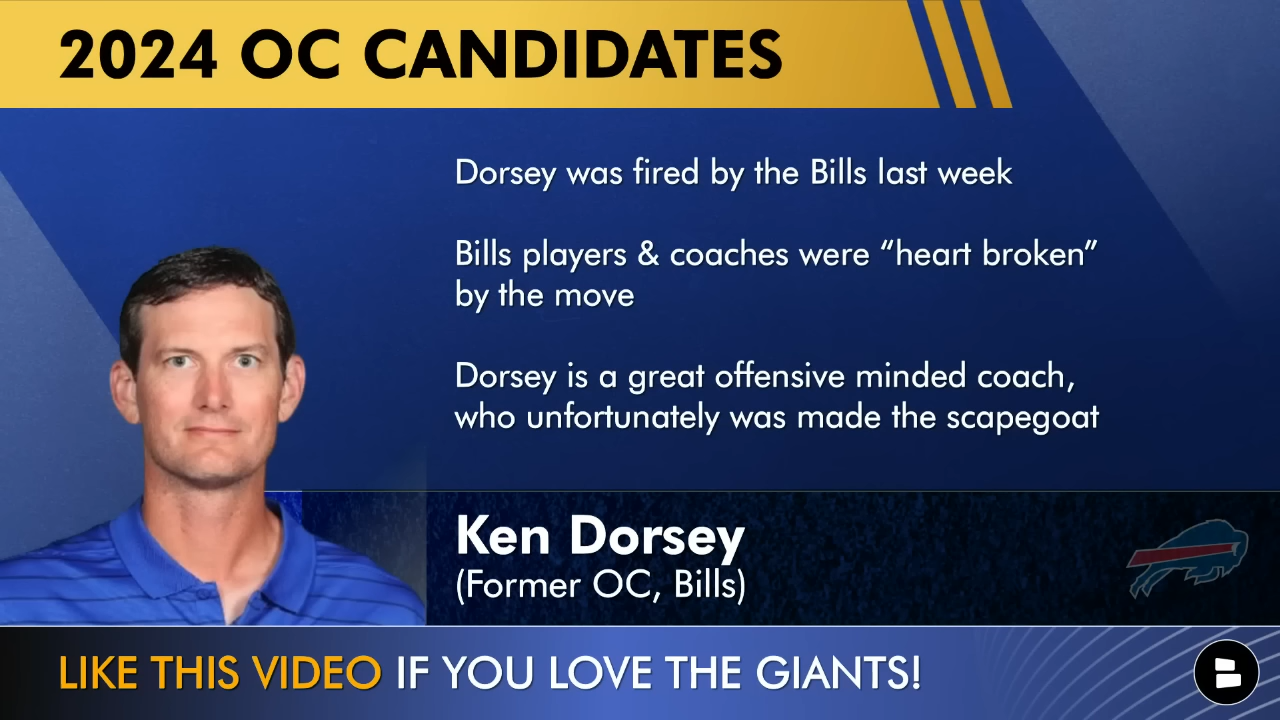 2024 OC CANDIDATES
Dorsey was fired by the Bills last week
Bills players & coaches were “heart broken”
by the move
Dorsey is a great offensive minded coach,
who unfortunately was made the scapegoat
Ken Dorsey
(Former OC, Bills)
LIKE THIS VIDEO IF YOU LOVE THE GIANTS!